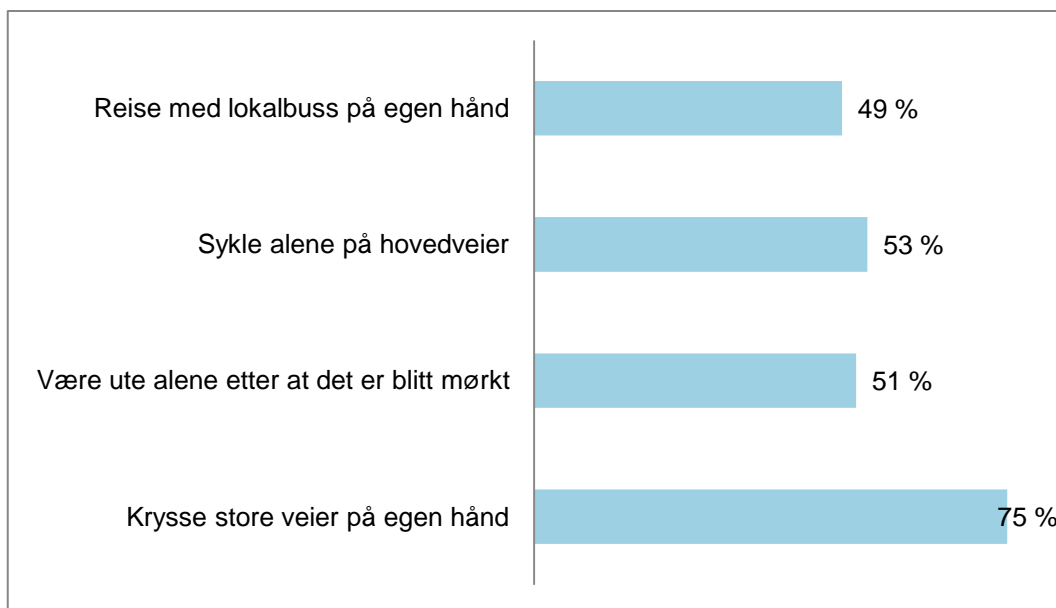 Reise med lokalbuss på egen hånd
49 %
Sykle alene på hovedveier
53 %
Være ute alene etter at det er blitt mørkt
51 %
Krysse store veier på egen hånd
75 %